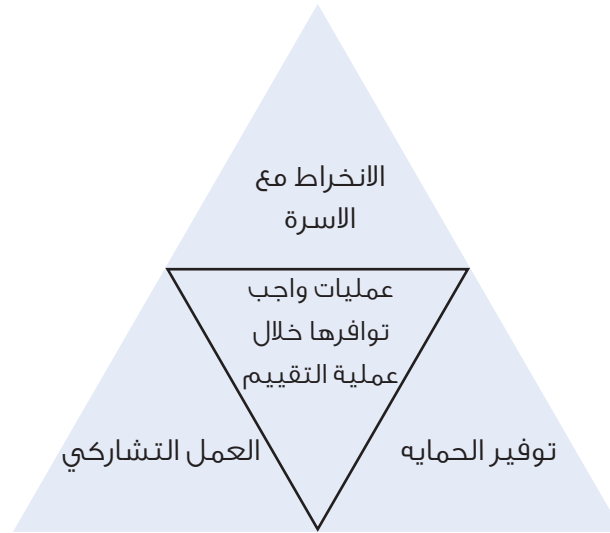 الانخراط مع
الاسرة
عمليات واجب
توافرها خلال
عملية التقييم
توفير الحمايه
العمل التشاركي